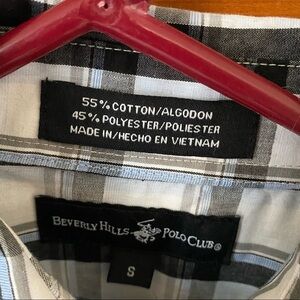 55% COTTON/ALGODON
45% POLYESTER/POLIESTER
MADE IN/HECHO EN VIETNAM
BEVERLY HILLS POLO CLUB®
S